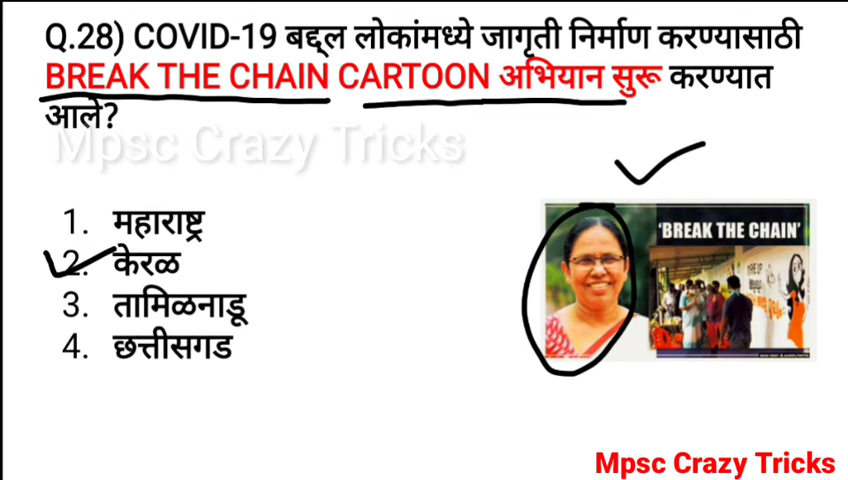 Q.28) COVID-19 बद्दल लोकांमध्ये जागृती निर्माण करण्यासाठी
BREAK THE CHAIN CARTOON अभियान सुरू करण्यात
आले?
Mpsc Crazy Tricks
1. महाराष्ट्र
2. केरळ
3. तामिळनाडू
4. छत्तीसगड
'BREAK THE CHAIN'
Mpsc Crazy Tricks